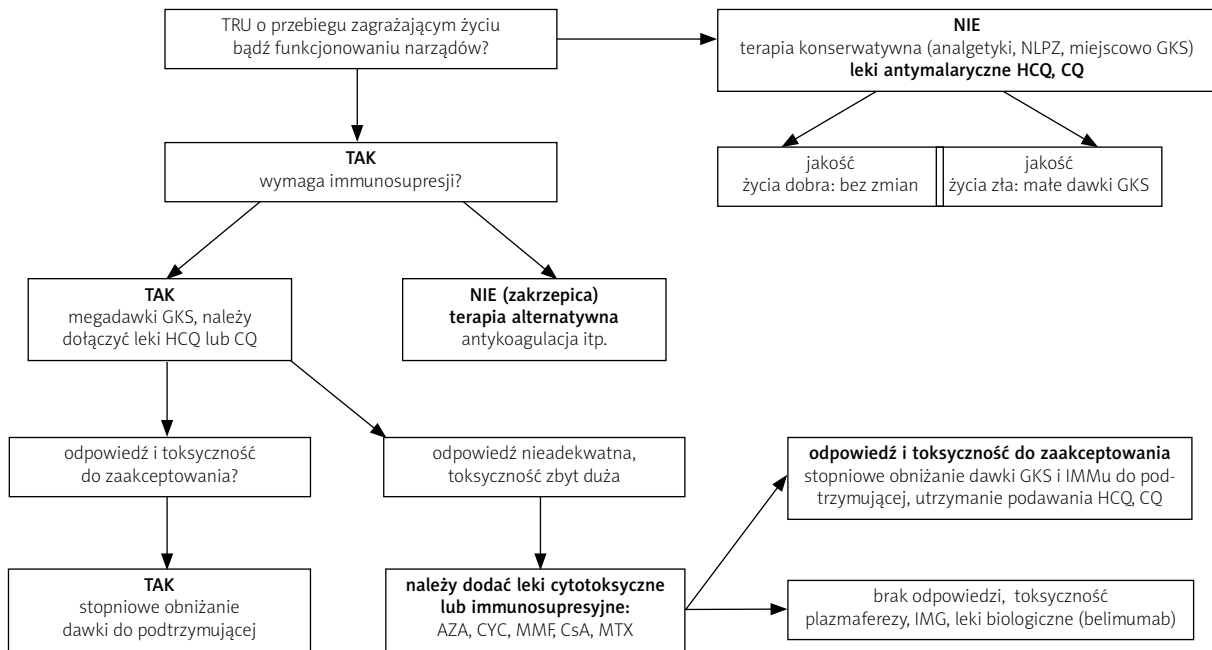 TRU o przebiegu zagrażającym życiu
bądź funkcjonowaniu narządów?
NIE
terapia konserwatywna (analgetyki, NLPZ, miejscowo GKS)
leki antymalaryczne HCQ, CQ
TAK
wymaga immunosupresji?
jakość
życia dobra: bez zmian
jakość
życia zła: małe dawki GKS
TAK
megadawki GKS, należy
dołączyć leki HCQ lub CQ
NIE (zakrzepica)
terapia alternatywna
antykoagulacja itp.
odpowiedź i toksyczność
do zaakceptowania?
odpowiedź nieadekwatna,
toksyczność zbyt duża
odpowiedź i toksyczność do zaakceptowania
stopniowe obniżanie dawki GKS i IMMu do pod-
trzymującej, utrzymanie podawania HCQ, CQ
TAK
stopniowe obniżanie
dawki do podtrzymującej
należy dodać leki cytotoksyczne
lub immunosupresyjne:
AZA, CYC, MMF, CsA, MTX
brak odpowiedzi, toksyczność
plazmaferezy, IMG, leki biologiczne (belimumab)